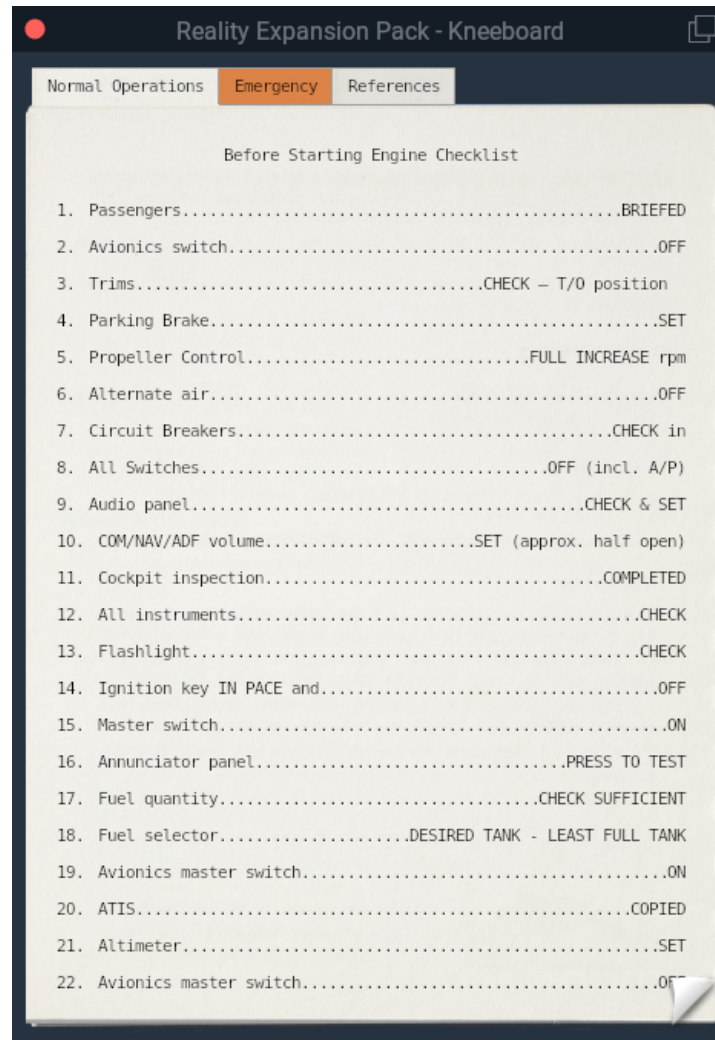 Reality Expansion Pack - Kneeboard
Normal Operations Emergency References
Before Starting Engine Checklist
1. Passengers...............................................BRIEFED
2. Avionics switch..............................................OFF
3. Trims.....................................CHECK – T/O position
4. Parking Brake................................................SET
5. Propeller Control..............................FULL INCREASE rpm
6. Alternate air................................................OFF
7. Circuit Breakers........................................CHECK in
8. All Switches.....................................OFF (incl. A/P)
9. Audio panel..........................................CHECK & SET
10. COM/NAV/ADF volume......................SET (approx. half open)
11. Cockpit inspection....................................COMPLETED
12. All instruments...........................................CHECK
13. Flashlight................................................CHECK
14. Ignition key IN PACE and....................................OFF
15. Master switch................................................ON
16. Annunciator panel.................................PRESS TO TEST
17. Fuel quantity..................................CHECK SUFFICIENT
18. Fuel selector....................DESIRED TANK - LEAST FULL TANK
19. Avionics master switch.......................................ON
20. ATIS.....................................................COPIED
21. Altimeter...................................................SET
22. Avionics master switch......................................OFF